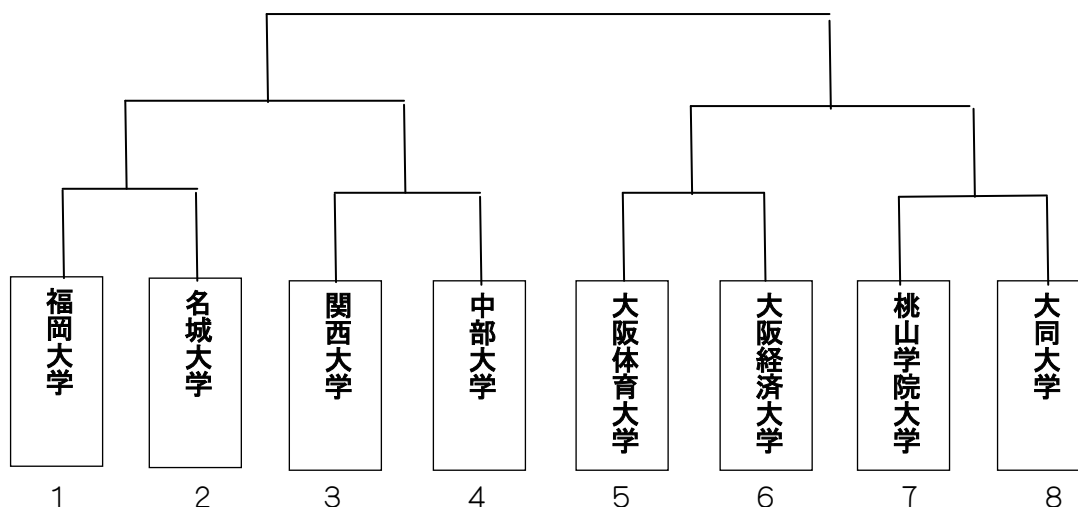 福岡大学
名城大学
関西大学
中部大学
大阪体育大学
大阪経済大学
桃山学院大学
大同大学
1 2 3 4 5 6 7 8